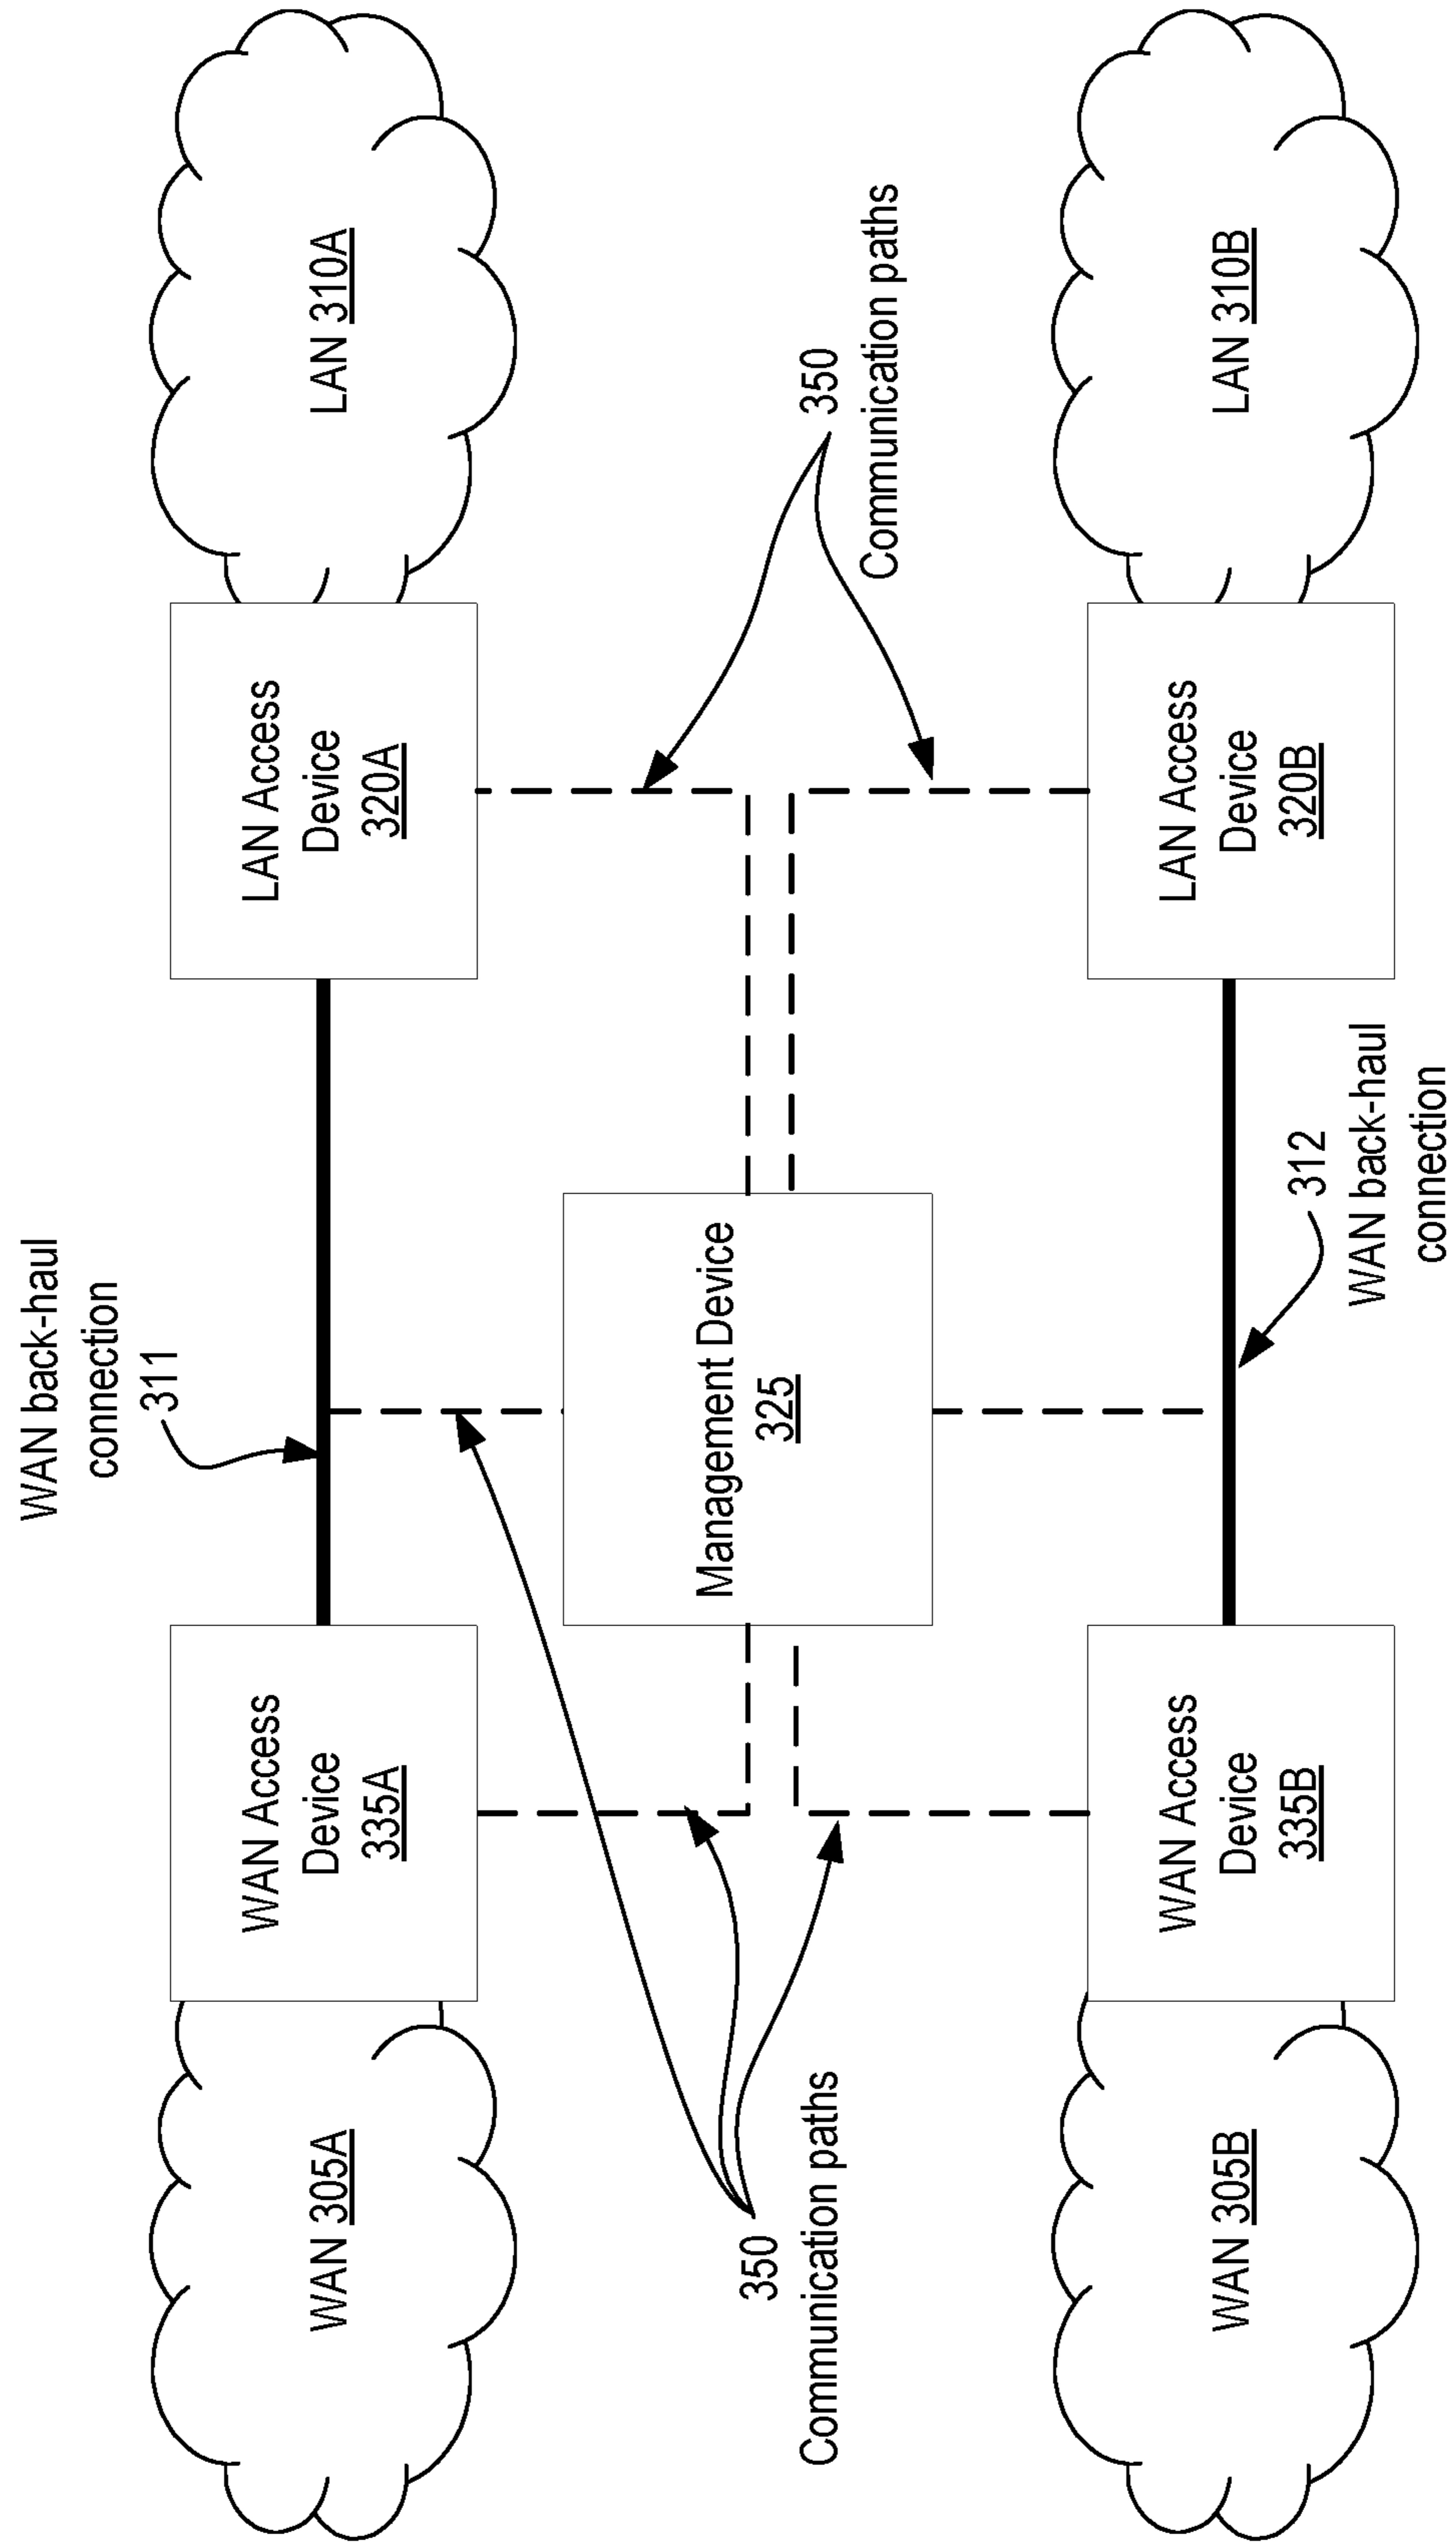 WAN back-haul
connection
311
WAN 305A
WAN Access
Device
335A
LAN Access
Device
320A
LAN 310A
350
Communication paths
Management Device
325
350
Communication paths
WAN 305B
WAN Access
Device
335B
312
WAN back-haul
connection
LAN Access
Device
320B
LAN 310B